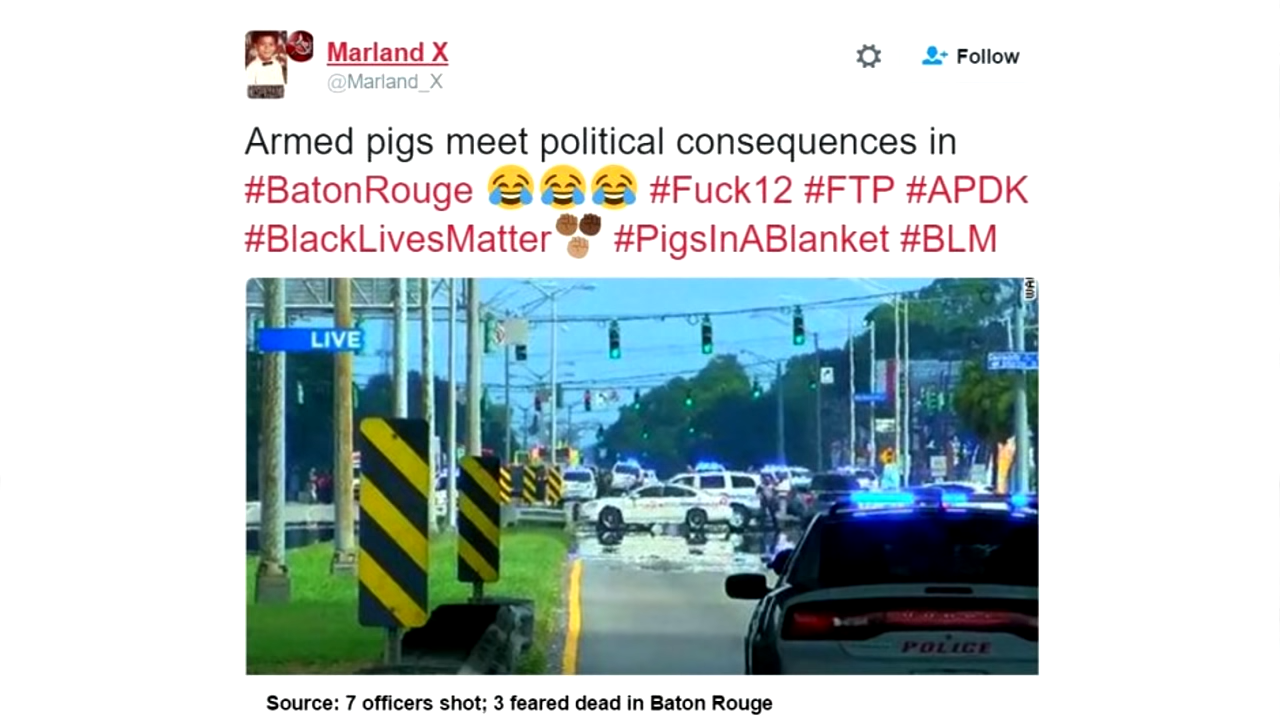 Marland X
@Marland_X
Follow
Armed pigs meet political consequences in
#BatonRouge 😂😂😂 #Fuck12 #FTP #APDK
#BlackLivesMatter✊🏾✊🏿✊🏽 #PigsInABlanket #BLM
LIVE
POLICE
Source: 7 officers shot; 3 feared dead in Baton Rouge